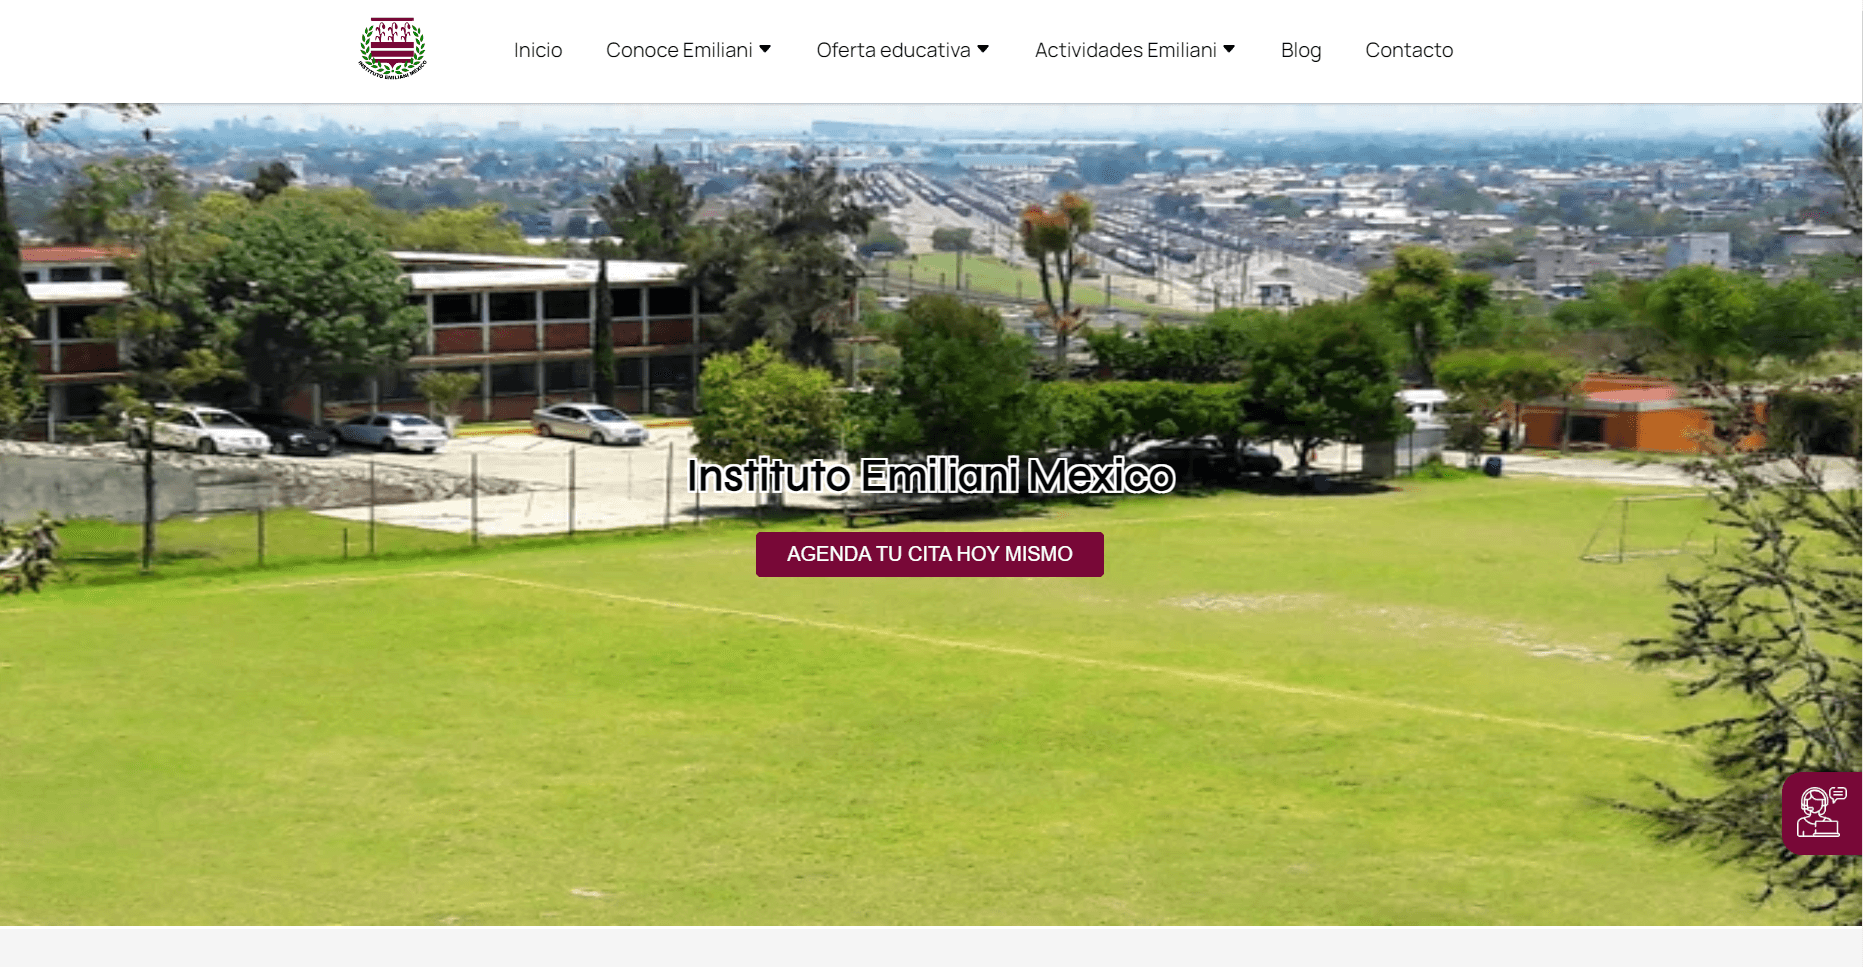 INSTITUTO EMILIANI MEXICO
Inicio
Conoce Emiliani
Oferta educativa
Actividades Emiliani
Blog
Contacto
Instituto Emiliani Mexico
AGENDA TU CITA HOY MISMO